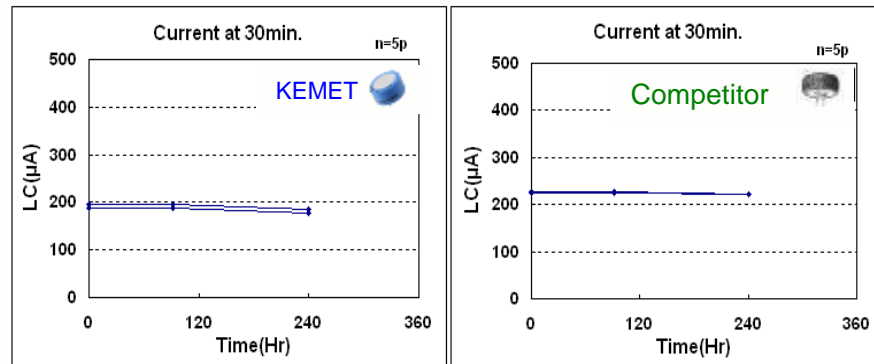 Current at 30min.
n=5p
KEMET
500
400
300
200
100
0
LC(µA)
0 120 240 360
Time(Hr)
Current at 30min.
n=5p
Competitor
500
400
300
200
100
0
LC(µA)
0 120 240 360
Time(Hr)